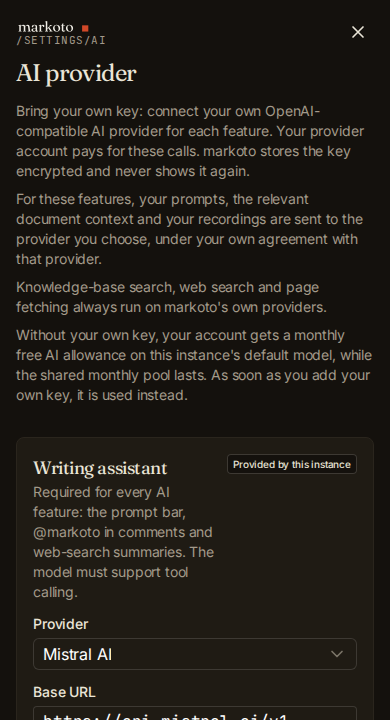 markoto
/SETTINGS/AI
AI provider
Bring your own key: connect your own OpenAI-
compatible AI provider for each feature. Your provider
account pays for these calls. markoto stores the key
encrypted and never shows it again.
For these features, your prompts, the relevant
document context and your recordings are sent to the
provider you choose, under your own agreement with
that provider.
Knowledge-base search, web search and page
fetching always run on markoto's own providers.
Without your own key, your account gets a monthly
free AI allowance on this instance's default model, while
the shared monthly pool lasts. As soon as you add your
own key, it is used instead.
Writing assistant
Provided by this instance
Required for every AI
feature: the prompt bar,
@markoto in comments and
web-search summaries. The
model must support tool
calling.
Provider
Mistral AI
Base URL
https://api.mistral.ai/v1